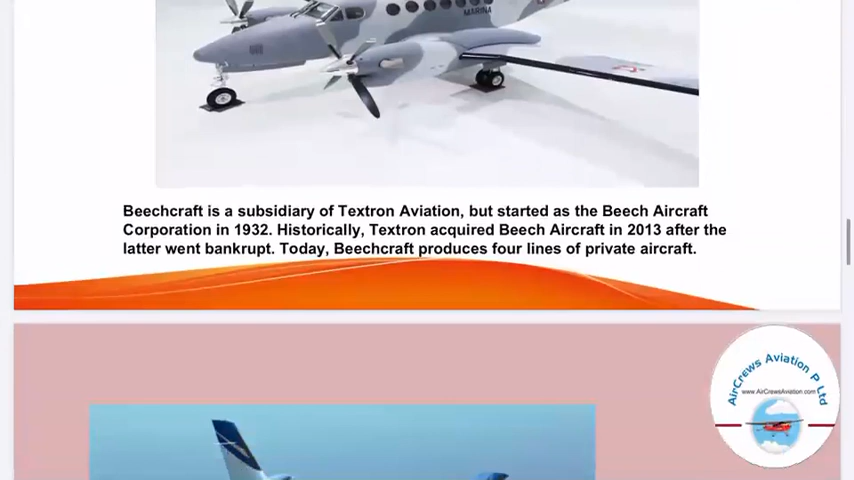 MARINA
Beechcraft is a subsidiary of Textron Aviation, but started as the Beech Aircraft
Corporation in 1932. Historically, Textron acquired Beech Aircraft in 2013 after the
latter went bankrupt. Today, Beechcraft produces four lines of private aircraft.
AirCrews Aviation P Ltd
www.AirCrewsAviation.com